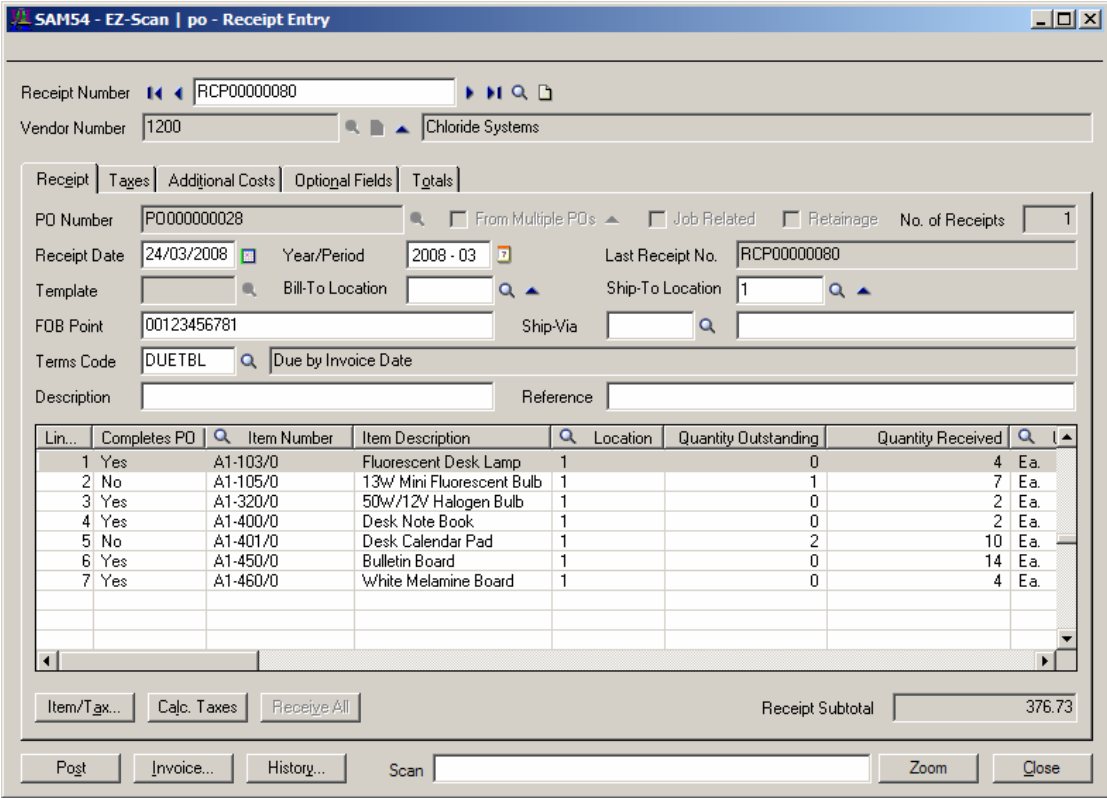 SAM54 - EZ-Scan | po - Receipt Entry
Receipt Number RCP00000080
Vendor Number 1200 Chloride Systems
Receipt Taxes Additional Costs Optional Fields Totals
PO Number PO000000028 From Multiple POs Job Related Retainage No. of Receipts 1
Receipt Date 24/03/2008 Year/Period 2008 - 03 Last Receipt No. RCP00000080
Template Bill-To Location Ship-To Location 1
FOB Point 00123456781 Ship-Via
Terms Code DUETBL Due by Invoice Date
Description Reference
Lin... Completes PO Item Number Item Description Location Quantity Outstanding Quantity Received
1 Yes A1-103/0 Fluorescent Desk Lamp 1 0 4 Ea.
2 No A1-105/0 13W Mini Fluorescent Bulb 1 1 7 Ea.
3 Yes A1-320/0 50W/12V Halogen Bulb 1 0 2 Ea.
4 Yes A1-400/0 Desk Note Book 1 0 2 Ea.
5 No A1-401/0 Desk Calendar Pad 1 2 10 Ea.
6 Yes A1-450/0 Bulletin Board 1 0 14 Ea.
7 Yes A1-460/0 White Melamine Board 1 0 4 Ea.
Item/Tax... Calc. Taxes Receive All Receipt Subtotal 376.73
Post Invoice... History... Scan Zoom Close